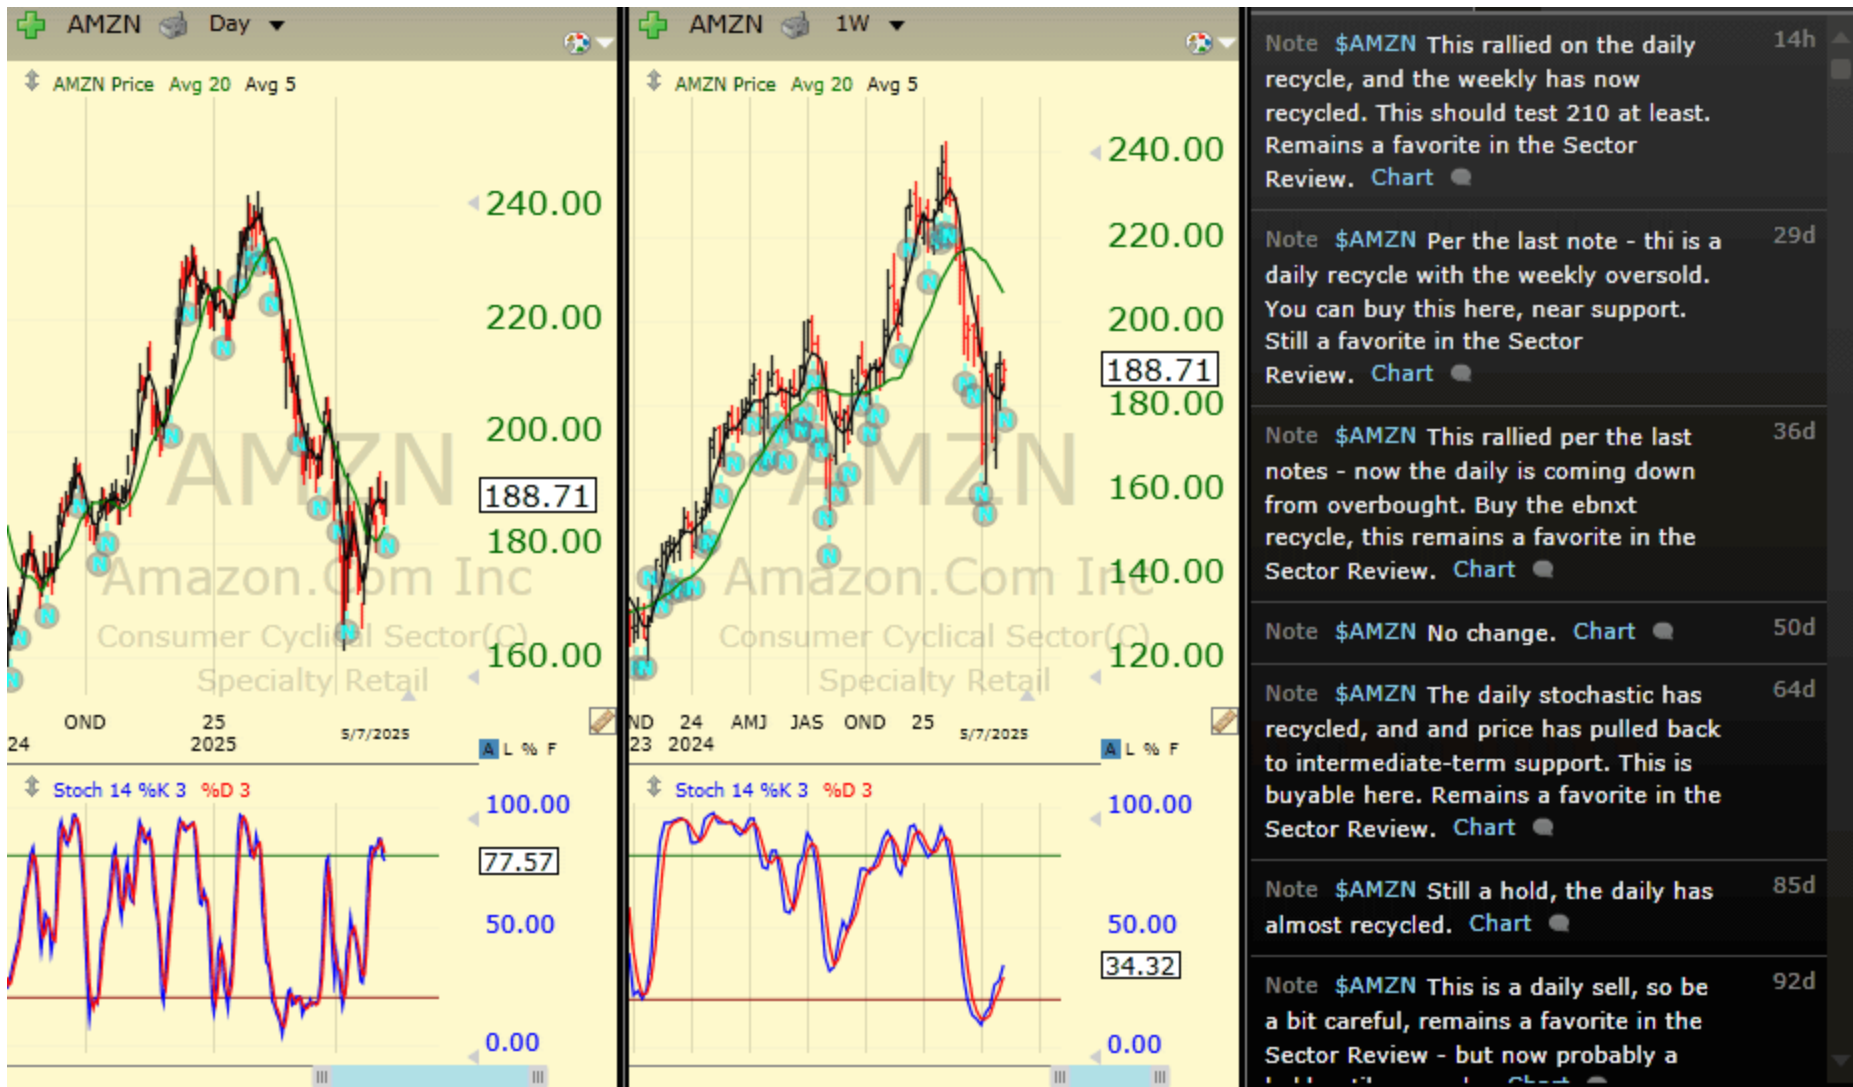 AMZN Day
AMZN Price Avg 20 Avg 5
240.00
220.00
200.00
188.71
180.00
160.00
AMZN
Amazon.Com Inc
Consumer Cyclical Sector(C)
Specialty Retail
OND 25 5/7/2025
24 2025
A L % F
Stoch 14 %K 3 %D 3
100.00
77.57
50.00
0.00
AMZN 1W
AMZN Price Avg 20 Avg 5
240.00
220.00
200.00
188.71
180.00
160.00
140.00
120.00
AMZN
Amazon.Com Inc
Consumer Cyclical Sector(C)
Specialty Retail
ND 24 AMJ JAS OND 25 5/7/2025
23 2024
A L % F
Stoch 14 %K 3 %D 3
100.00
50.00
34.32
0.00
Note $AMZN This rallied on the daily 14h
recycle, and the weekly has now
recycled. This should test 210 at least.
Remains a favorite in the Sector
Review. Chart
Note $AMZN Per the last note - thi is a 29d
daily recycle with the weekly oversold.
You can buy this here, near support.
Still a favorite in the Sector
Review. Chart
Note $AMZN This rallied per the last 36d
notes - now the daily is coming down
from overbought. Buy the ebnxt
recycle, this remains a favorite in the
Sector Review. Chart
Note $AMZN No change. Chart 50d
Note $AMZN The daily stochastic has 64d
recycled, and and price has pulled back
to intermediate-term support. This is
buyable here. Remains a favorite in the
Sector Review. Chart
Note $AMZN Still a hold, the daily has 85d
almost recycled. Chart
Note $AMZN This is a daily sell, so be 92d
a bit careful, remains a favorite in the
Sector Review - but now probably a
Chart